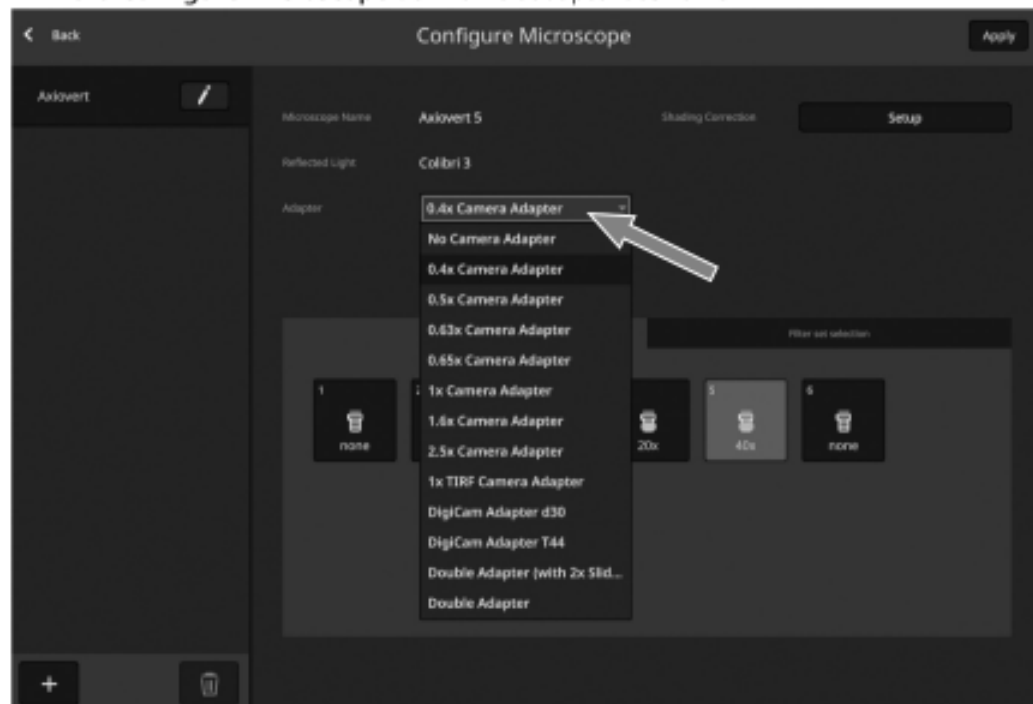 Back
Configure Microscope
Apply
Axiovert
Microscope Name
Axiovert 5
Shading Correction
Setup
Reflected Light
Colibri 3
Adapter
0.4x Camera Adapter
No Camera Adapter
0.4x Camera Adapter
0.5x Camera Adapter
0.63x Camera Adapter
0.65x Camera Adapter
1x Camera Adapter
1.6x Camera Adapter
2.5x Camera Adapter
1x TIRF Camera Adapter
DigiCam Adapter d30
DigiCam Adapter T44
Double Adapter (with 2x Slid...
Double Adapter
Filter set selection
1
none
2
20x
5
40x
6
none